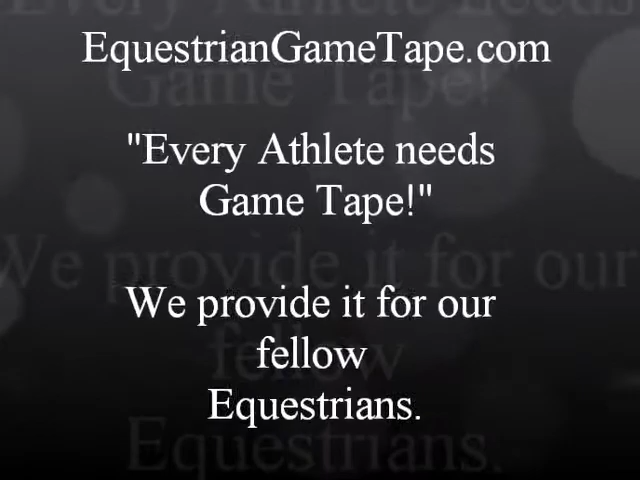 EquestrianGameTape.com
"Every Athlete needs
Game Tape!"
We provide it for our
fellow
Equestrians.